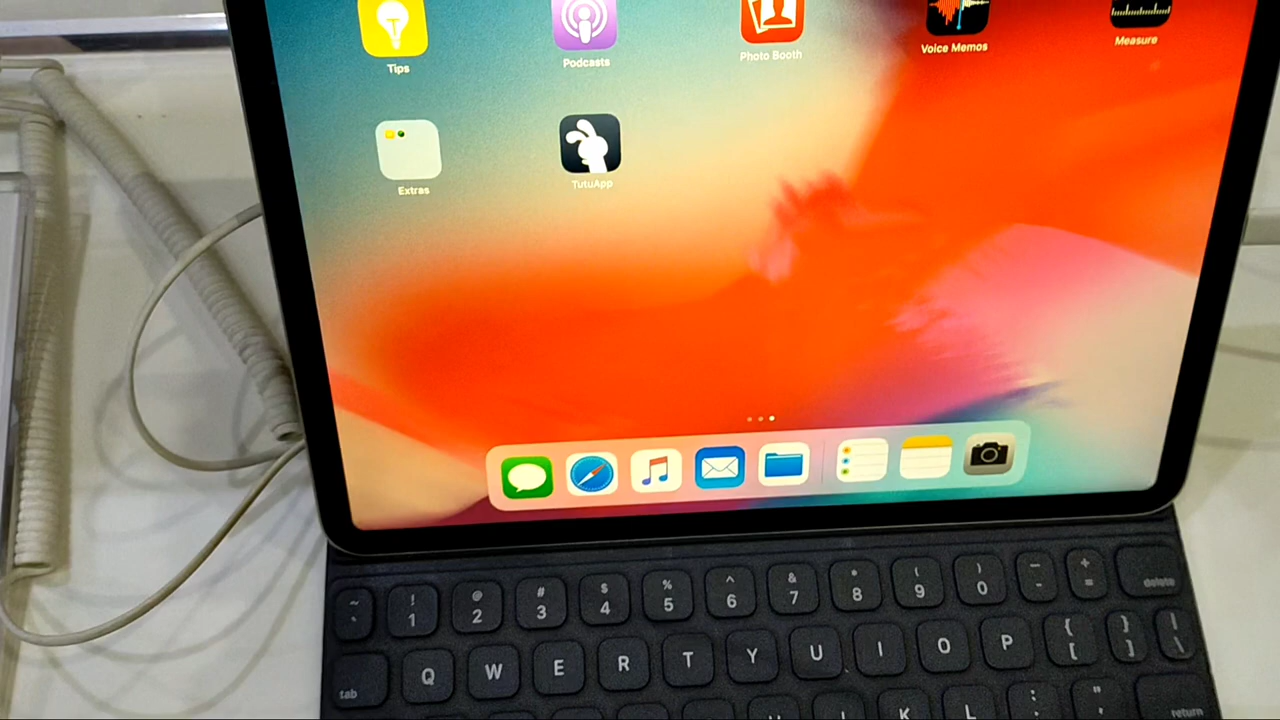 Tips Podcasts Photo Booth Voice Memos Measure
Extras TutuApp
~ ! @ # $ % ^ & * ( ) — +
` 1 2 3 4 5 6 7 8 9 0 - = delete
{ } |
tab Q W E R T Y U I O P [ ] \
: "
K L return